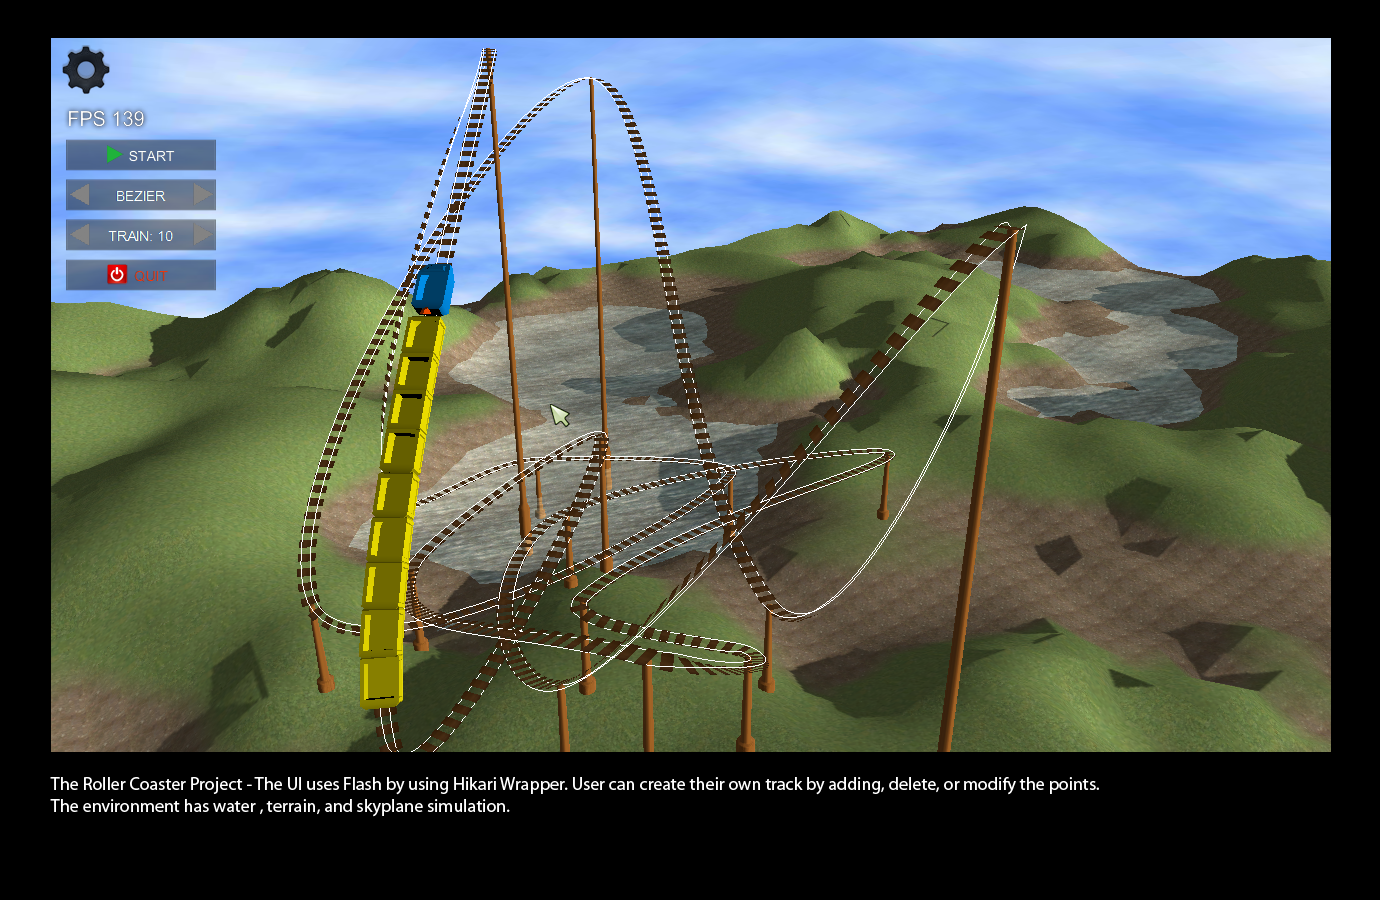 FPS 139
START
BEZIER
TRAIN: 10
QUIT
The Roller Coaster Project - The UI uses Flash by using Hikari Wrapper. User can create their own track by adding, delete, or modify the points.
The environment has water , terrain, and skyplane simulation.